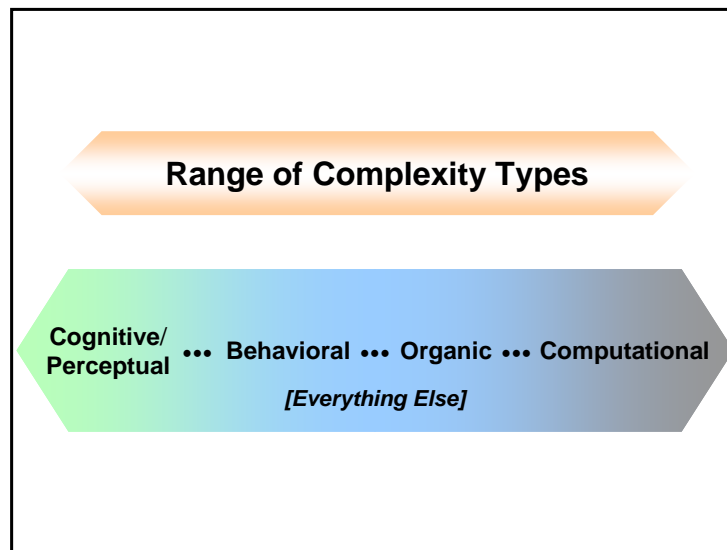 Range of Complexity Types
Cognitive/
Perceptual ••• Behavioral ••• Organic ••• Computational
[Everything Else]